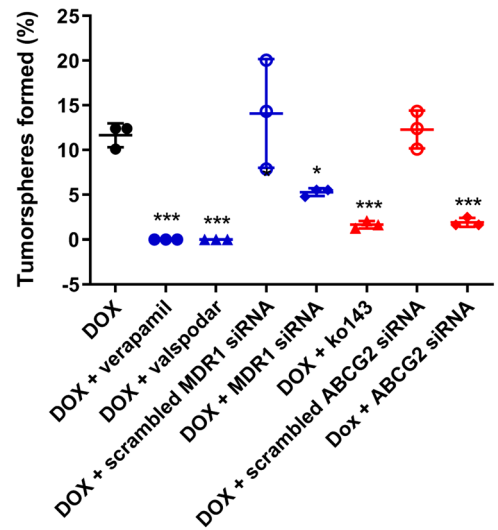 Tumorspheres formed (%)
25
20
15
10
5
0
-5
***
***
*
*
***
***
DOX
DOX + verapamil
DOX + valspodar
DOX + scrambled MDR1 siRNA
DOX + MDR1 siRNA
DOX + ko143
DOX + scrambled ABCG2 siRNA
Dox + ABCG2 siRNA